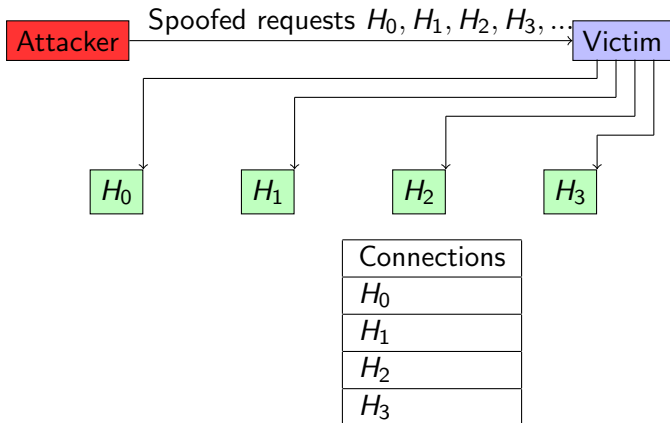 Spoofed requests H₀, H₁, H₂, H₃, ...
Attacker
Victim
H₀
H₁
H₂
H₃
Connections
H₀
H₁
H₂
H₃